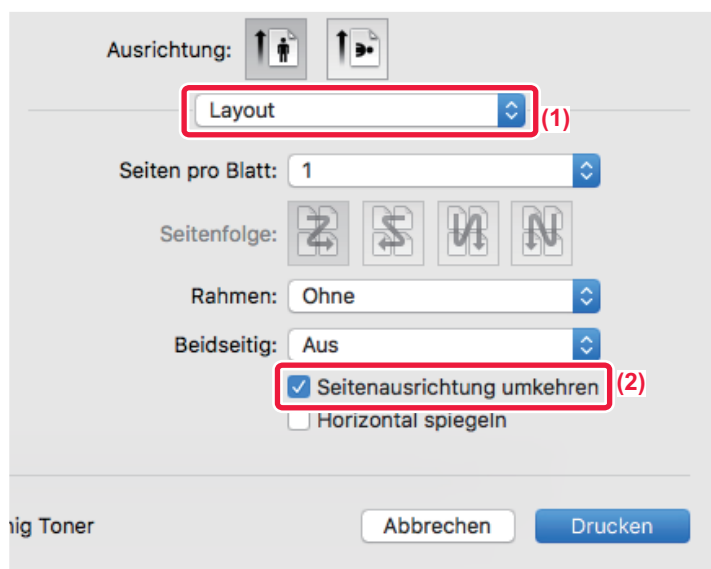 Ausrichtung:
Layout
(1)
Seiten pro Blatt: 1
Seitenfolge:
Rahmen: Ohne
Beidseitig: Aus
Seitenausrichtung umkehren (2)
Horizontal spiegeln
nig Toner Abbrechen Drucken